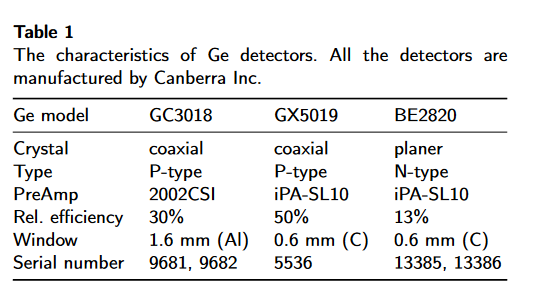 Table 1
The characteristics of Ge detectors. All the detectors are
manufactured by Canberra Inc.
Ge model GC3018 GX5019 BE2820
Crystal coaxial coaxial planer
Type P-type P-type N-type
PreAmp 2002CSI iPA-SL10 iPA-SL10
Rel. efficiency 30% 50% 13%
Window 1.6 mm (Al) 0.6 mm (C) 0.6 mm (C)
Serial number 9681, 9682 5536 13385, 13386